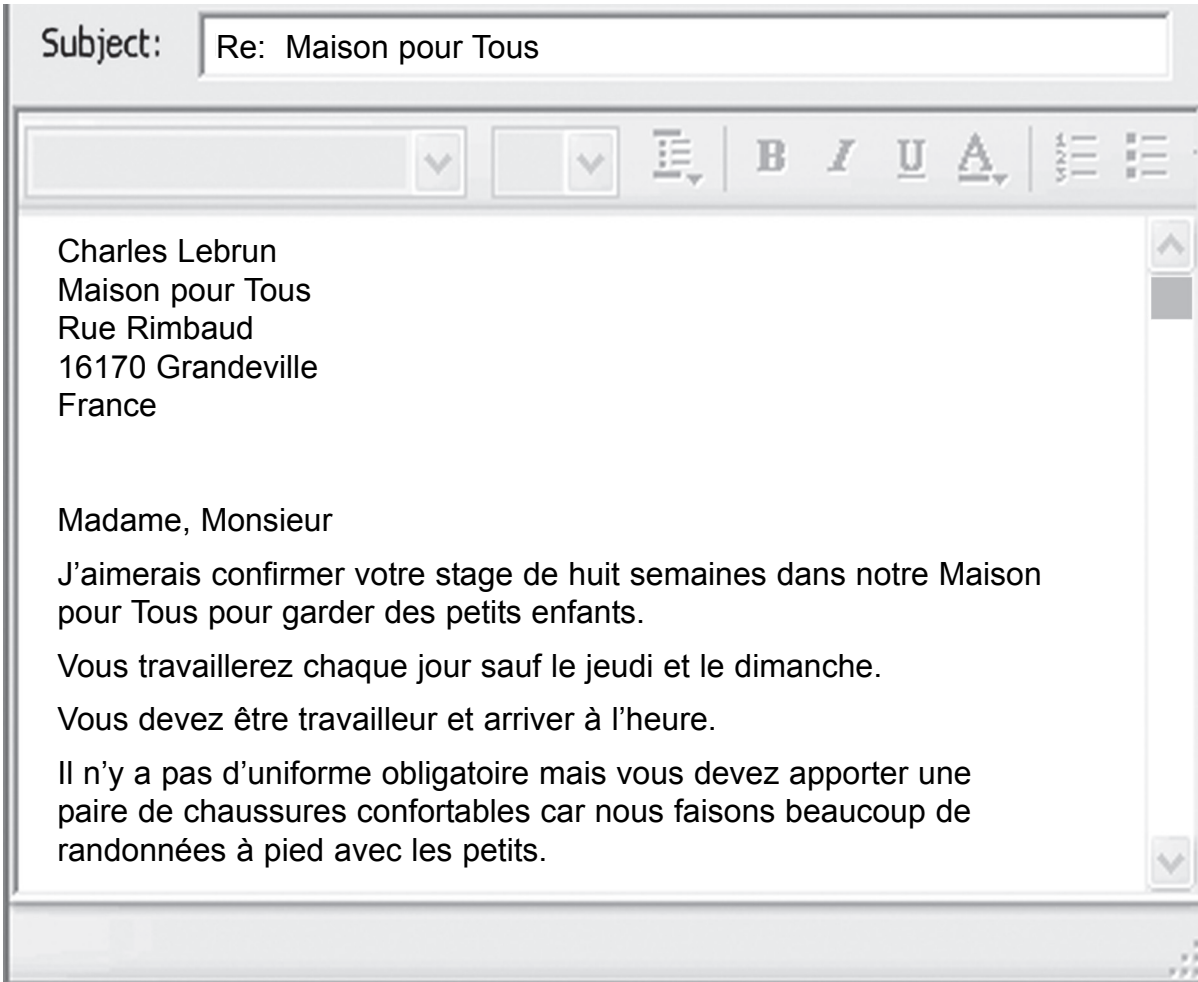 Subject: Re: Maison pour Tous
B I U A
Charles Lebrun
Maison pour Tous
Rue Rimbaud
16170 Grandeville
France
Madame, Monsieur
J’aimerais confirmer votre stage de huit semaines dans notre Maison
pour Tous pour garder des petits enfants.
Vous travaillerez chaque jour sauf le jeudi et le dimanche.
Vous devez être travailleur et arriver à l’heure.
Il n’y a pas d’uniforme obligatoire mais vous devez apporter une
paire de chaussures confortables car nous faisons beaucoup de
randonnées à pied avec les petits.